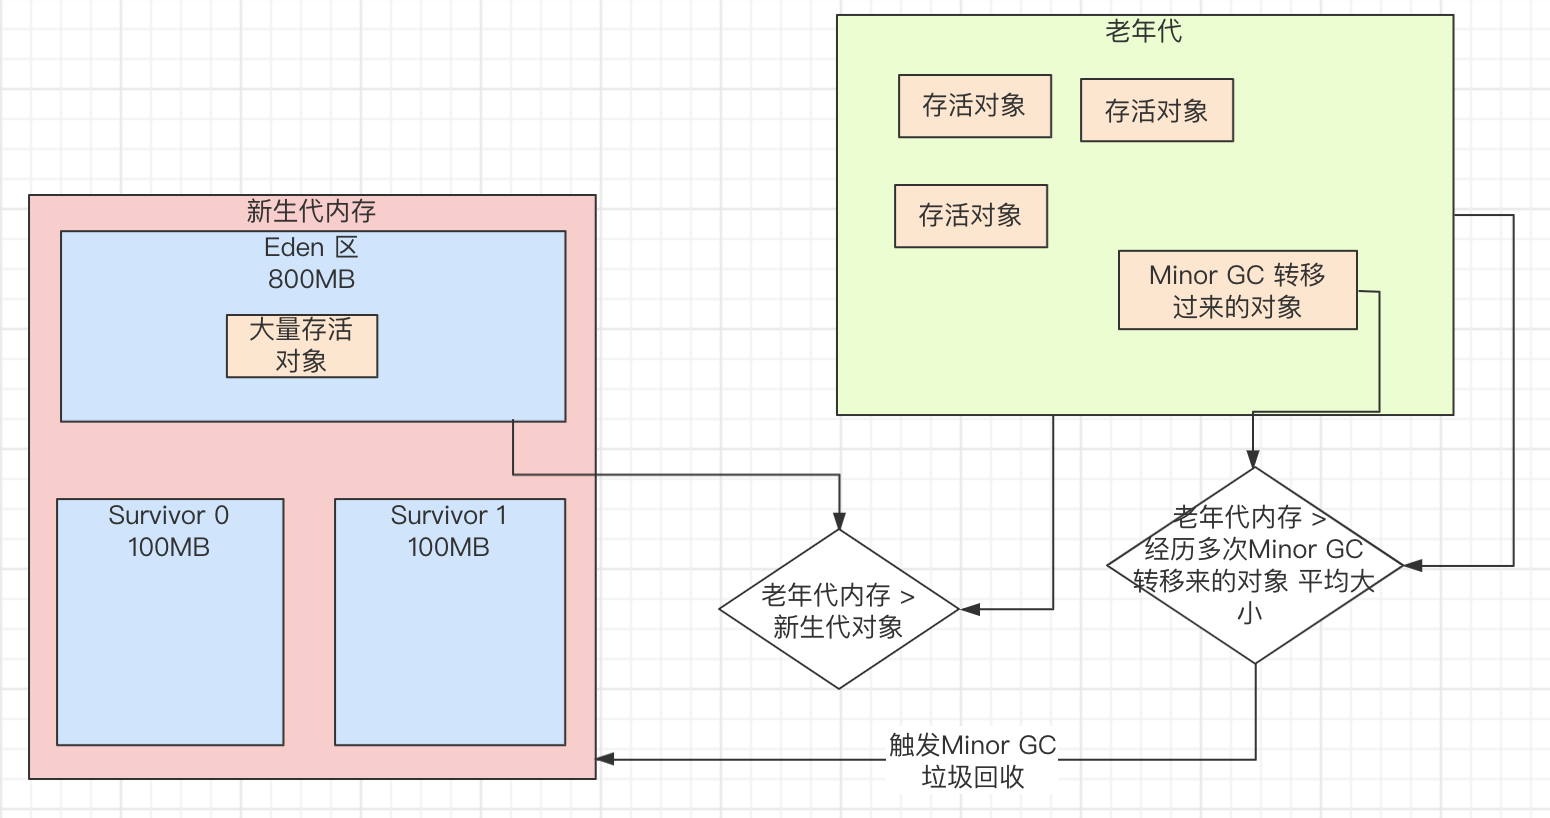 老年代
存活对象
存活对象
存活对象
Minor GC 转移
过来的对象
新生代内存
Eden 区
800MB
大量存活
对象
Survivor 0
100MB
Survivor 1
100MB
老年代内存 >
新生代对象
老年代内存 >
经历多次Minor GC
转移来的对象 平均大
小
触发Minor GC
垃圾回收